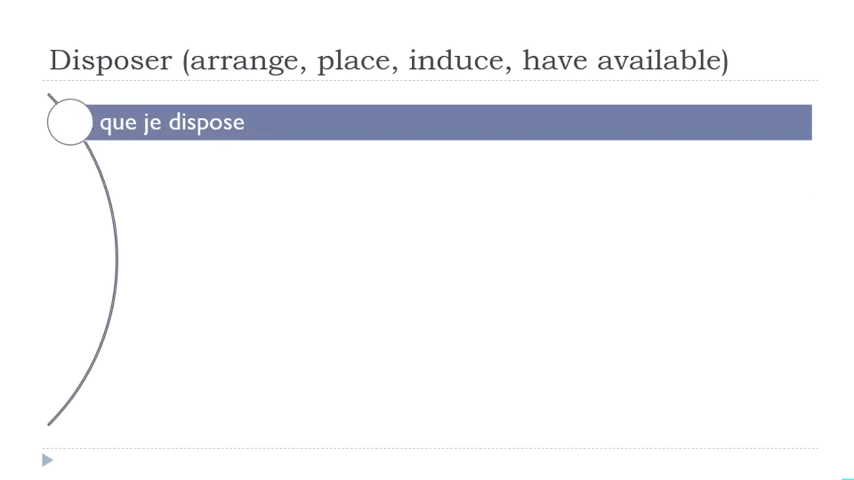 Disposer (arrange, place, induce, have available)
que je dispose